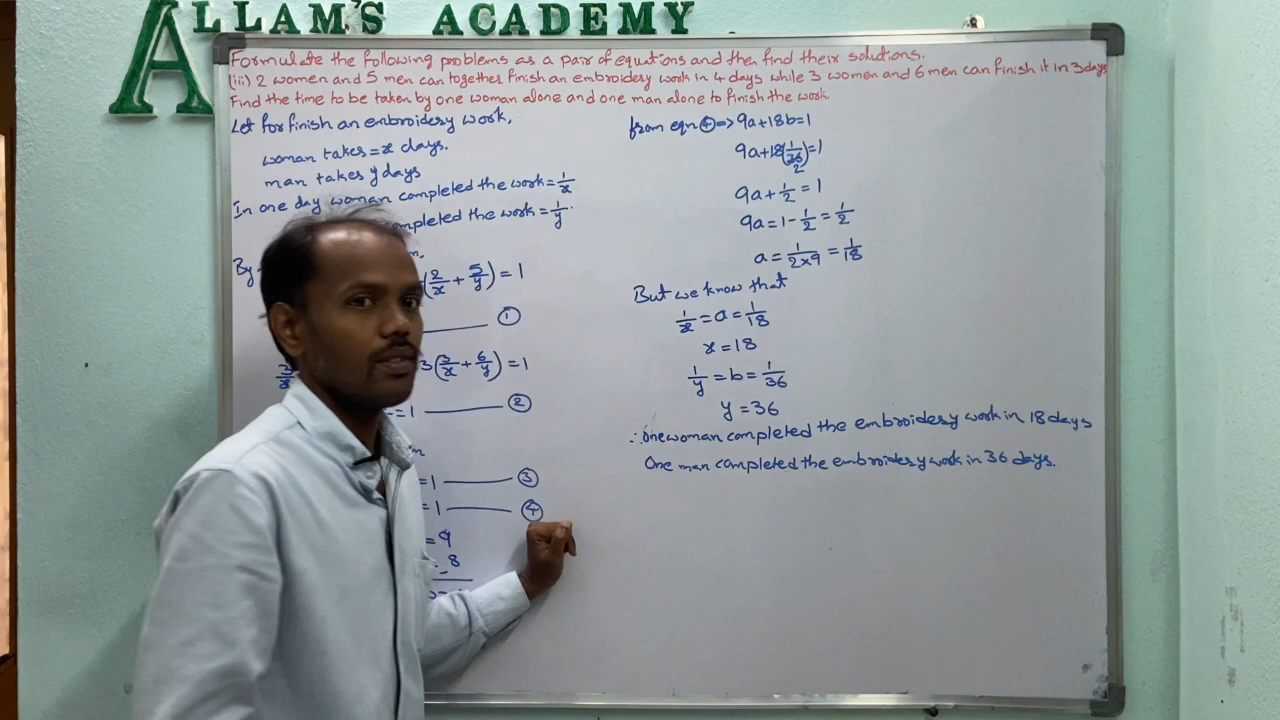 ALLAM'S ACADEMY
Formulate the following problems as a pair of equations and then find their solutions.
(iii) 2 women and 5 men can together finish an embroidery work in 4 days while 3 women and 6 men can finish it in 3 days
Find the time to be taken by one woman alone and one man alone to finish the work.
Let for finish an embroidery work,
woman takes = x days.
man takes y days
In one day woman completed the work = 1/x
completed the work = 1/y.
By
(2/x + 5/y) = 1
1
3/x
3(3/x + 6/y) = 1
= 1 2
= 1 3
= 1 4
= 9
8
from eqn 4 => 9a+18b=1
9a+18(1/36)=1
2
9a + 1/2 = 1
9a = 1 - 1/2 = 1/2
a = 1/2x9 = 1/18
But we know that
1/x = a = 1/18
x = 18
1/y = b = 1/36
y = 36
∴ One woman completed the embroidery work in 18 days
One man completed the embroidery work in 36 days.